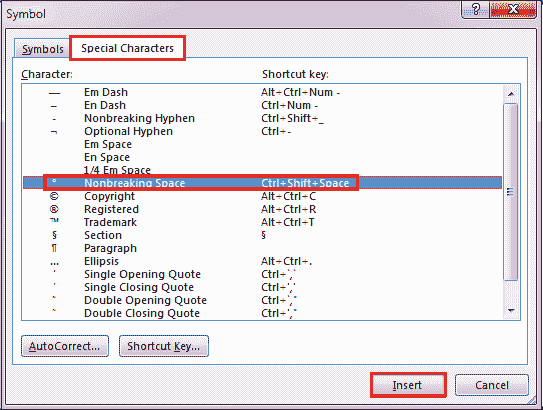 Symbol
Symbols Special Characters
Character: Shortcut key:
— Em Dash Alt+Ctrl+Num -
– En Dash Ctrl+Num -
- Nonbreaking Hyphen Ctrl+Shift+_
¬ Optional Hyphen Ctrl+-
Em Space
En Space
1/4 Em Space
° Nonbreaking Space Ctrl+Shift+Space
© Copyright Alt+Ctrl+C
® Registered Alt+Ctrl+R
™ Trademark Alt+Ctrl+T
§ Section §
¶ Paragraph
... Ellipsis Alt+Ctrl+.
Single Opening Quote Ctrl+`,`
Single Closing Quote Ctrl+','
Double Opening Quote Ctrl+`,"
Double Closing Quote Ctrl+',"
AutoCorrect... Shortcut Key...
Insert Cancel